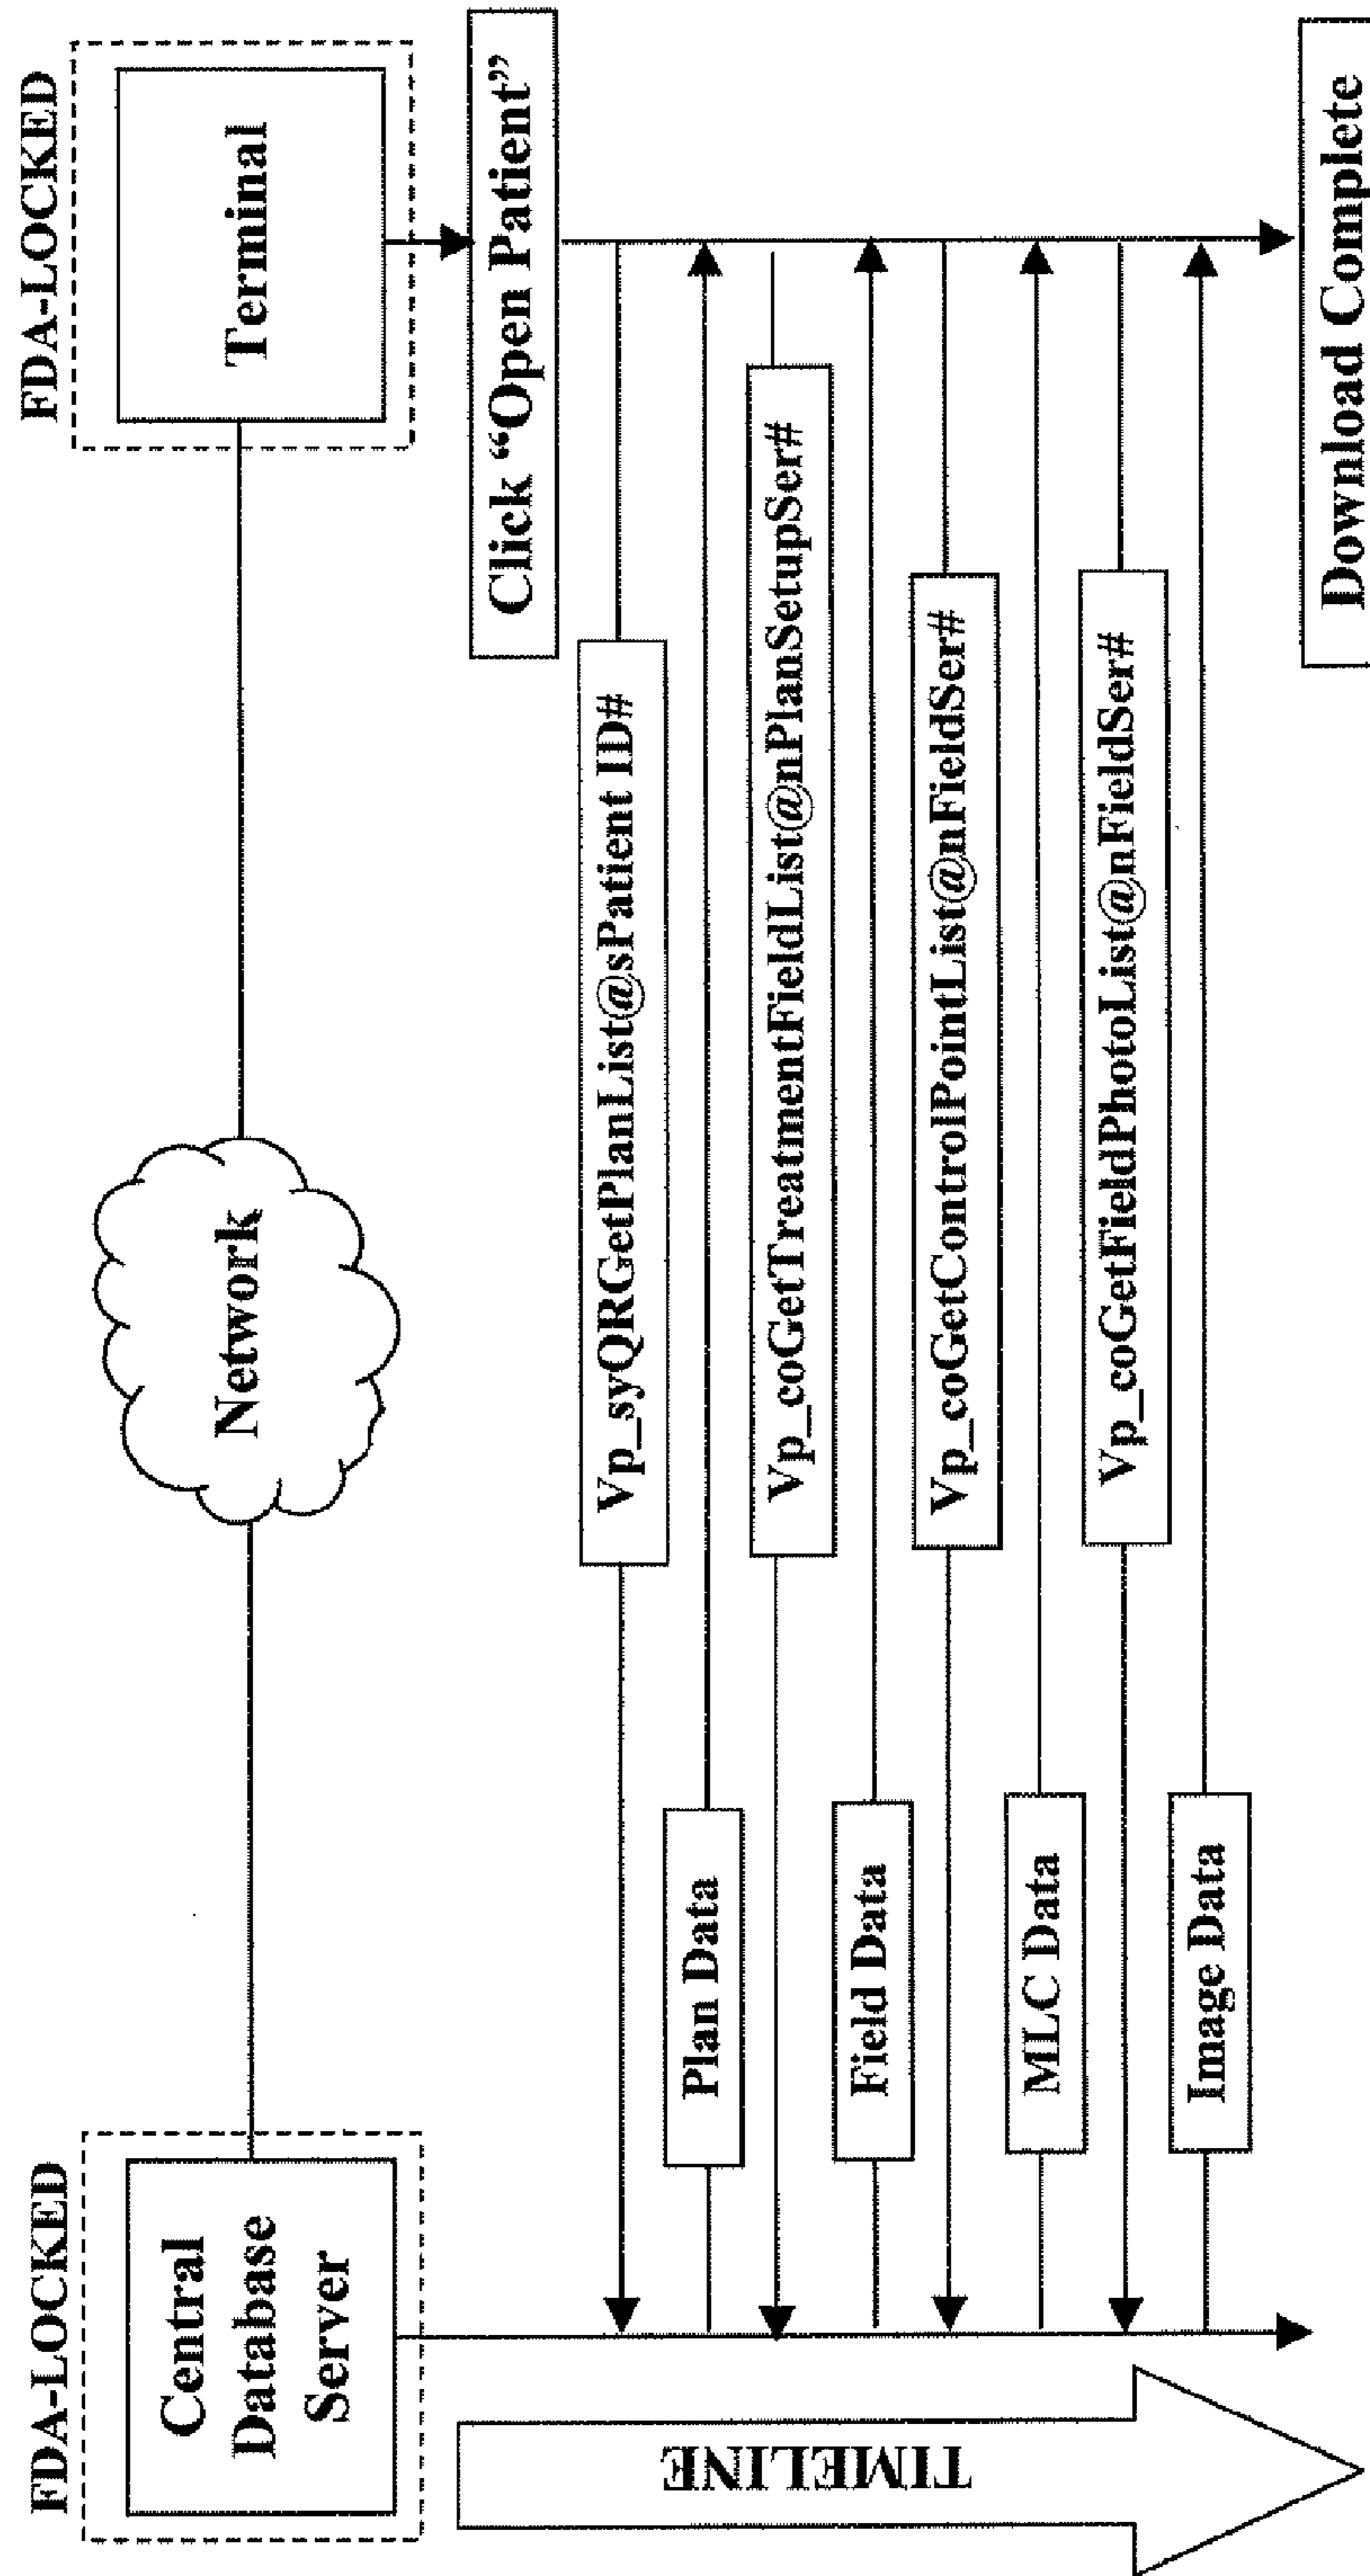 FDA-LOCKED
FDA-LOCKED
Central
Database
Server
Network
Terminal
Click “Open Patient”
TIMELINE
Vp_syQRGetPlanList@sPatient ID#
Plan Data
Vp_coGetTreatmentFieldList@nPlanSetupSer#
Field Data
Vp_coGetControlPointList@nFieldSer#
MLC Data
Vp_coGetFieldPhotoList@nFieldSer#
Image Data
Download Complete